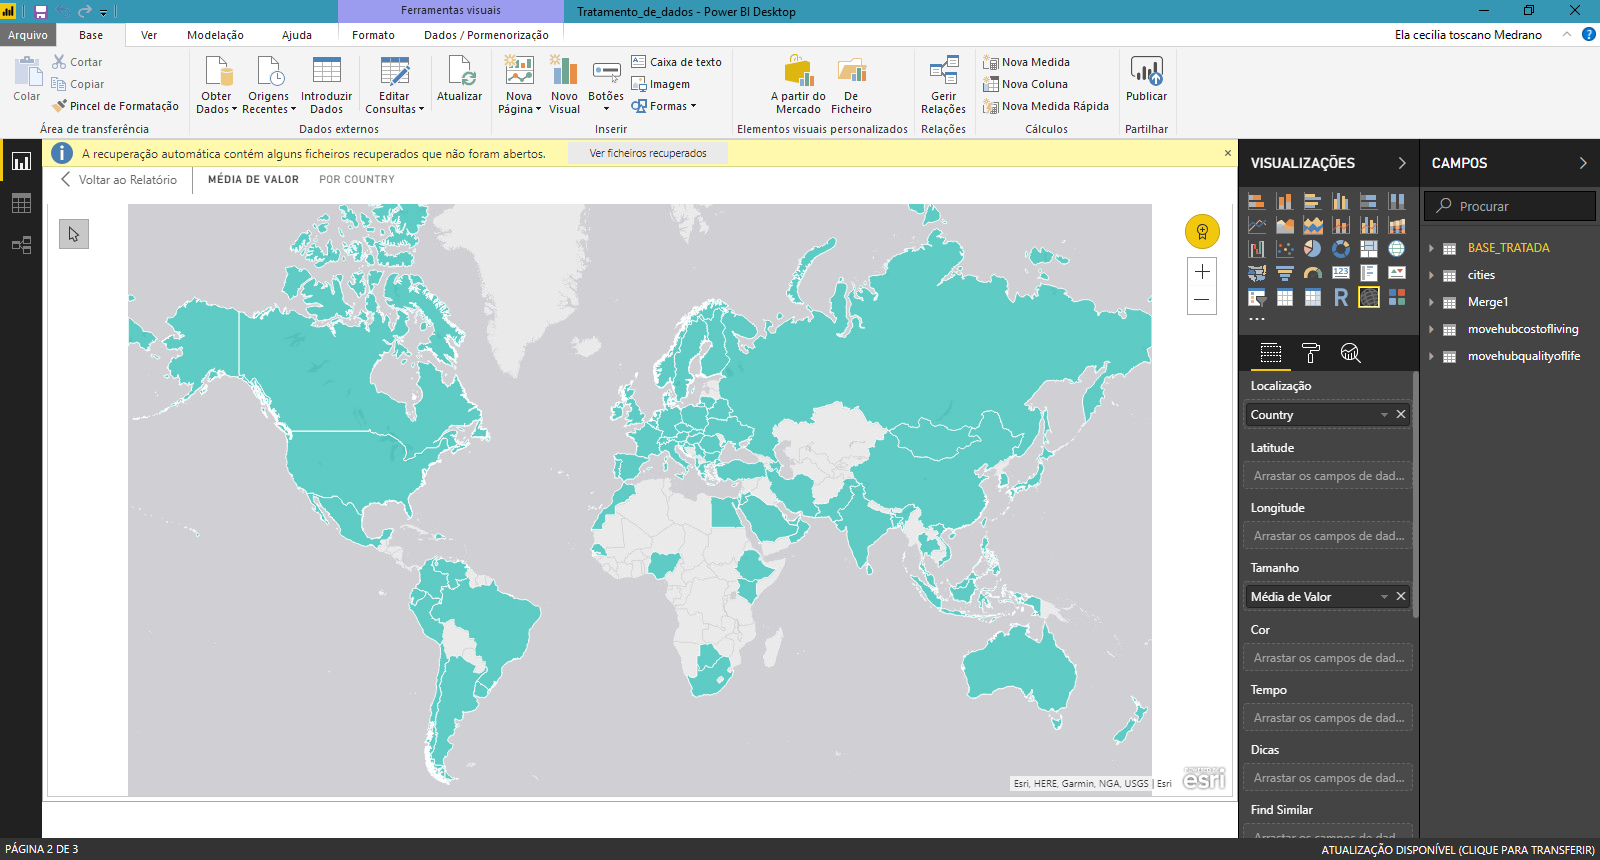 Ferramentas visuais
Tratamento_de_dados - Power BI Desktop
Arquivo
Base
Ver
Modelação
Ajuda
Formato
Dados / Pormenorização
Ela cecilia toscano Medrano
Colar
Cortar
Copiar
Pincel de Formatação
Área de transferência
Obter
Dados
Origens
Recentes
Introduzir
Dados
Editar
Consultas
Atualizar
Dados externos
Nova
Página
Novo
Visual
Botões
Caixa de texto
Imagem
Formas
Inserir
A partir do
Mercado
De
Ficheiro
Elementos visuais personalizados
Gerir
Relações
Relações
Nova Medida
Nova Coluna
Nova Medida Rápida
Cálculos
Publicar
Partilhar
A recuperação automática contém alguns ficheiros recuperados que não foram abertos.
Ver ficheiros recuperados
Voltar ao Relatório
MÉDIA DE VALOR
POR COUNTRY
Esri, HERE, Garmin, NGA, USGS | Esri
POWERED BY
esri
VISUALIZAÇÕES
123
R
Localização
Country
Latitude
Arrastar os campos de dad...
Longitude
Arrastar os campos de dad...
Tamanho
Média de Valor
Cor
Arrastar os campos de dad...
Tempo
Arrastar os campos de dad...
Dicas
Arrastar os campos de dad...
Find Similar
Arrastar os campos de dad...
CAMPOS
Procurar
BASE_TRATADA
cities
Merge1
movehubcostofliving
movehubqualityoflife
PÁGINA 2 DE 3
ATUALIZAÇÃO DISPONÍVEL (CLIQUE PARA TRANSFERIR)